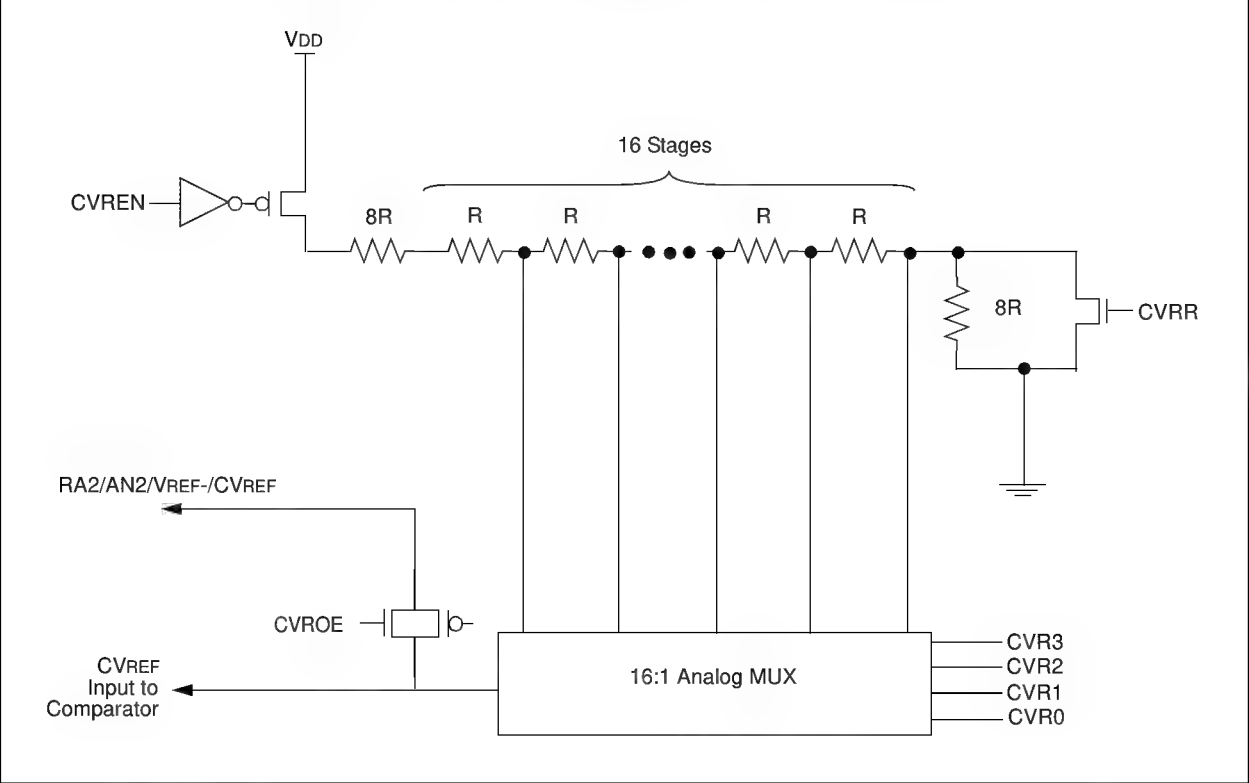 VDD
16 Stages
CVREN
8R
R
R
R
R
8R
CVRR
RA2/AN2/VREF-/CVREF
CVROE
CVREF
Input to
Comparator
16:1 Analog MUX
CVR3
CVR2
CVR1
CVR0